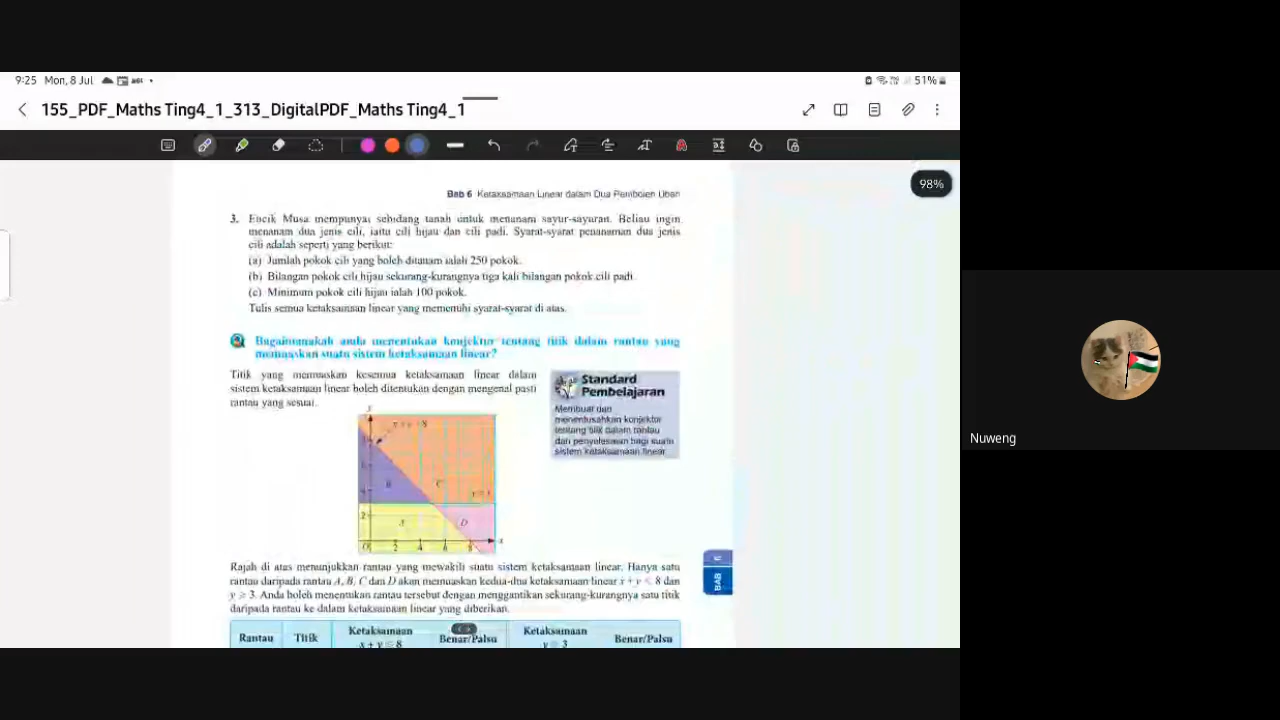 9:25 Mon, 8 Jul
51%
155_PDF_Maths Ting4_1_313_DigitalPDF_Maths Ting4_1
98%
Bab 6 Ketaksamaan Linear dalam Dua Pemboleh Ubah
3. Encik Musa mempunyai sebidang tanah untuk menanam sayur-sayuran. Beliau ingin
menanam dua jenis cili, iaitu cili hijau dan cili padi. Syarat-syarat penanaman dua jenis
cili adalah seperti yang berikut:
(a) Jumlah pokok cili yang boleh ditanam ialah 250 pokok.
(b) Bilangan pokok cili hijau sekurang-kurangnya tiga kali bilangan pokok cili padi.
(c) Minimum pokok cili hijau ialah 100 pokok.
Tulis semua ketaksamaan linear yang memenuhi syarat-syarat di atas.
Bagaimanakah anda menentukan konjektur tentang titik dalam rantau yang
memuaskan suatu sistem ketaksamaan linear?
Titik yang memuaskan kesemua ketaksamaan linear dalam
sistem ketaksamaan linear boleh ditentukan dengan mengenal pasti
rantau yang sesuai.
Standard
Pembelajaran
Membuat dan
menentusahkan konjektur
tentang titik dalam rantau
dan penyelesaian bagi suatu
sistem ketaksamaan linear.
y
B
C
2
A
D
O 2 4 6 8 x
Rajah di atas menunjukkan rantau yang mewakili suatu sistem ketaksamaan linear. Hanya satu
rantau daripada rantau A, B, C dan D akan memuaskan kedua-dua ketaksamaan linear x + y ⩽ 8 dan
y ⩾ 3. Anda boleh menentukan rantau tersebut dengan menggantikan sekurang-kurangnya satu titik
daripada rantau ke dalam ketaksamaan linear yang diberikan.
BAB 6
Rantau Titik Ketaksamaan Benar/Palsu Ketaksamaan Benar/Palsu
Nuweng